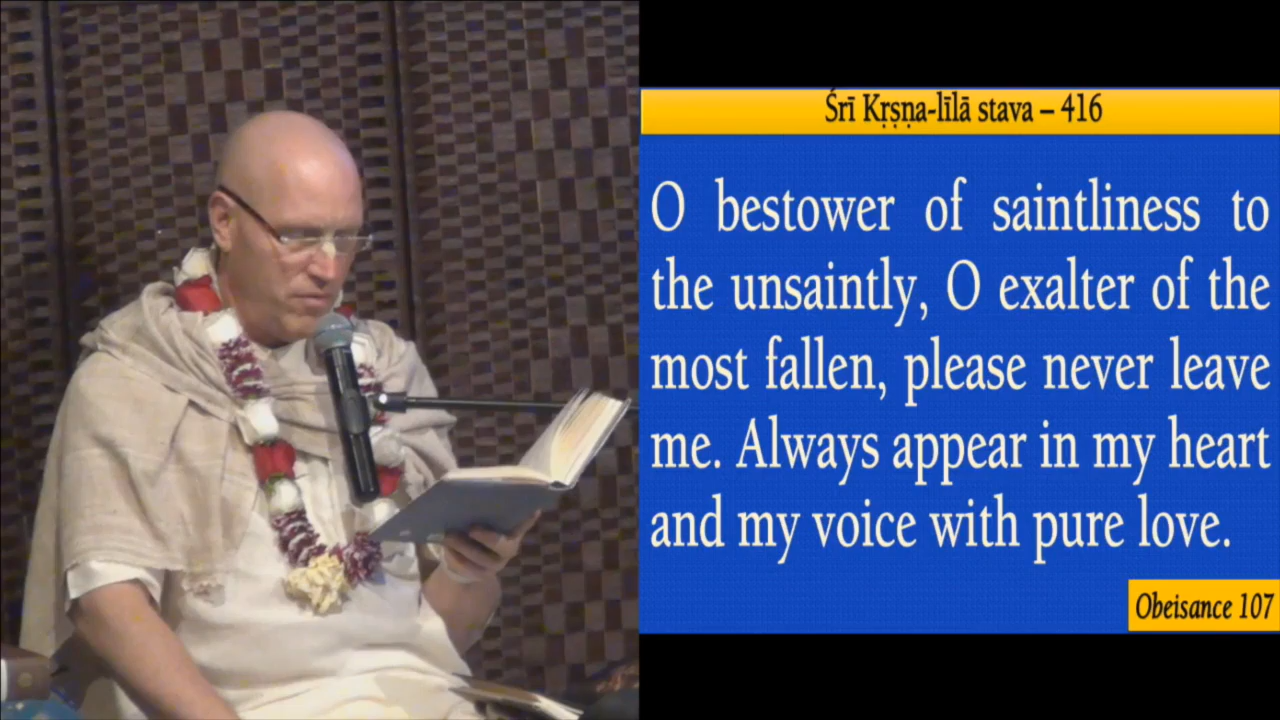 Śrī Kṛṣṇa-līlā stava – 416
O bestower of saintliness to
the unsaintly, O exalter of the
most fallen, please never leave
me. Always appear in my heart
and my voice with pure love.
Obeisance 107